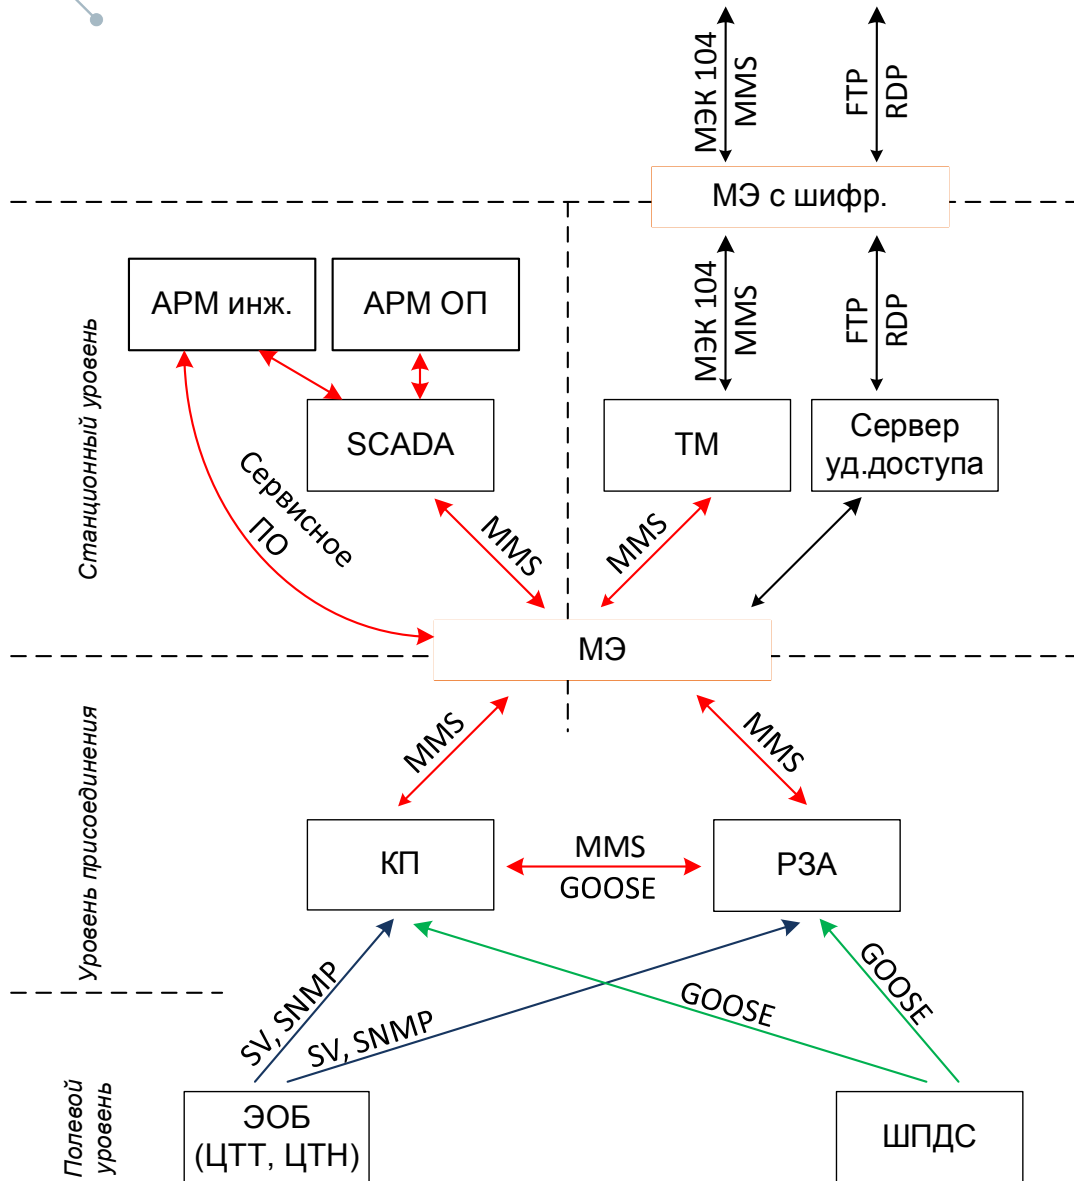 МЭК 104
MMS
FTP
RDP
МЭ с шифр.
МЭК 104
MMS
FTP
RDP
Станционный уровень
АРМ инж.
АРМ ОП
SCADA
ТМ
Сервер
уд.доступа
Сервисное
ПО
MMS
MMS
МЭ
Уровень присоединения
MMS
MMS
КП
MMS
GOOSE
РЗА
SV, SNMP
SV, SNMP
GOOSE
GOOSE
Полевой
уровень
ЭОБ
(ЦТТ, ЦТН)
ШПДС